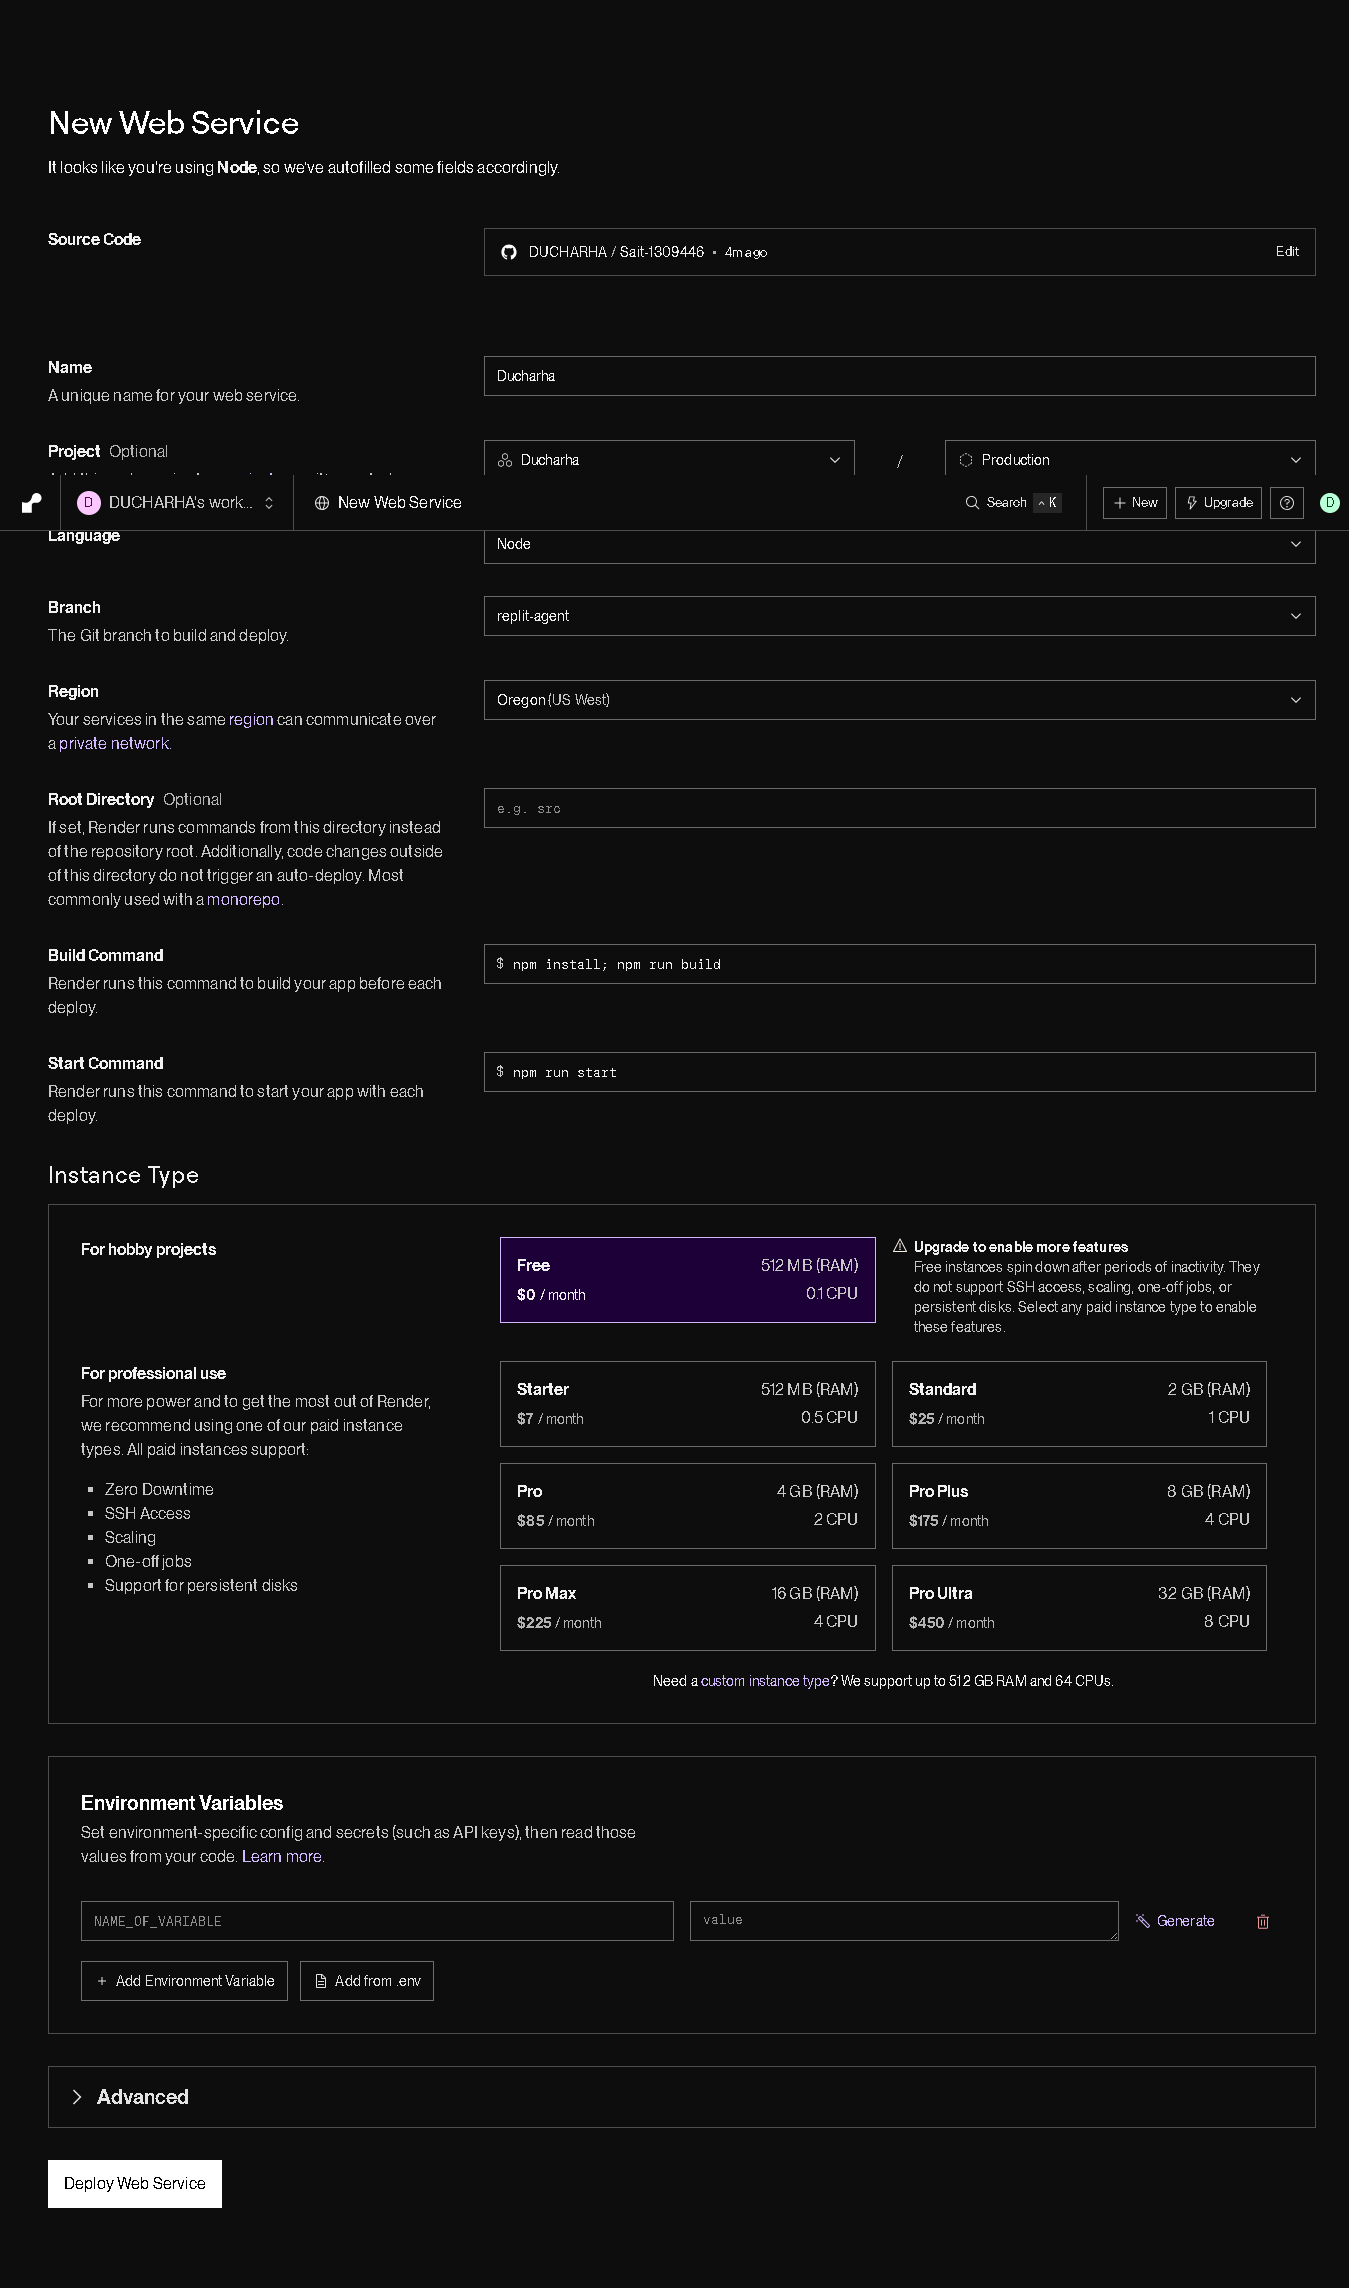 New Web Service
It looks like you're using Node, so we've autofilled some fields accordingly.
Source Code
DUCHARHA / Sait-1309446 • 4m ago
Edit
Name
A unique name for your web service.
Ducharha
Project Optional
Ducharha
/
Production
D
DUCHARHA's work...
New Web Service
Search
K
New
Upgrade
D
Language
Node
Branch
The Git branch to build and deploy.
replit-agent
Region
Your services in the same region can communicate over
a private network.
Oregon (US West)
Root Directory Optional
If set, Render runs commands from this directory instead
of the repository root. Additionally, code changes outside
of this directory do not trigger an auto-deploy. Most
commonly used with a monorepo.
e.g. src
Build Command
Render runs this command to build your app before each
deploy.
$ npm install; npm run build
Start Command
Render runs this command to start your app with each
deploy.
$ npm run start
Instance Type
For hobby projects
Free
512 MB (RAM)
$0 / month
0.1 CPU
Upgrade to enable more features
Free instances spin down after periods of inactivity. They
do not support SSH access, scaling, one-off jobs, or
persistent disks. Select any paid instance type to enable
these features.
For professional use
For more power and to get the most out of Render,
we recommend using one of our paid instance
types. All paid instances support:
Zero Downtime
SSH Access
Scaling
One-off jobs
Support for persistent disks
Starter
512 MB (RAM)
$7 / month
0.5 CPU
Standard
2 GB (RAM)
$25 / month
1 CPU
Pro
4 GB (RAM)
$85 / month
2 CPU
Pro Plus
8 GB (RAM)
$175 / month
4 CPU
Pro Max
16 GB (RAM)
$225 / month
4 CPU
Pro Ultra
32 GB (RAM)
$450 / month
8 CPU
Need a custom instance type? We support up to 512 GB RAM and 64 CPUs.
Environment Variables
Set environment-specific config and secrets (such as API keys), then read those
values from your code. Learn more.
NAME_OF_VARIABLE
value
Generate
Add Environment Variable
Add from .env
Advanced
Deploy Web Service